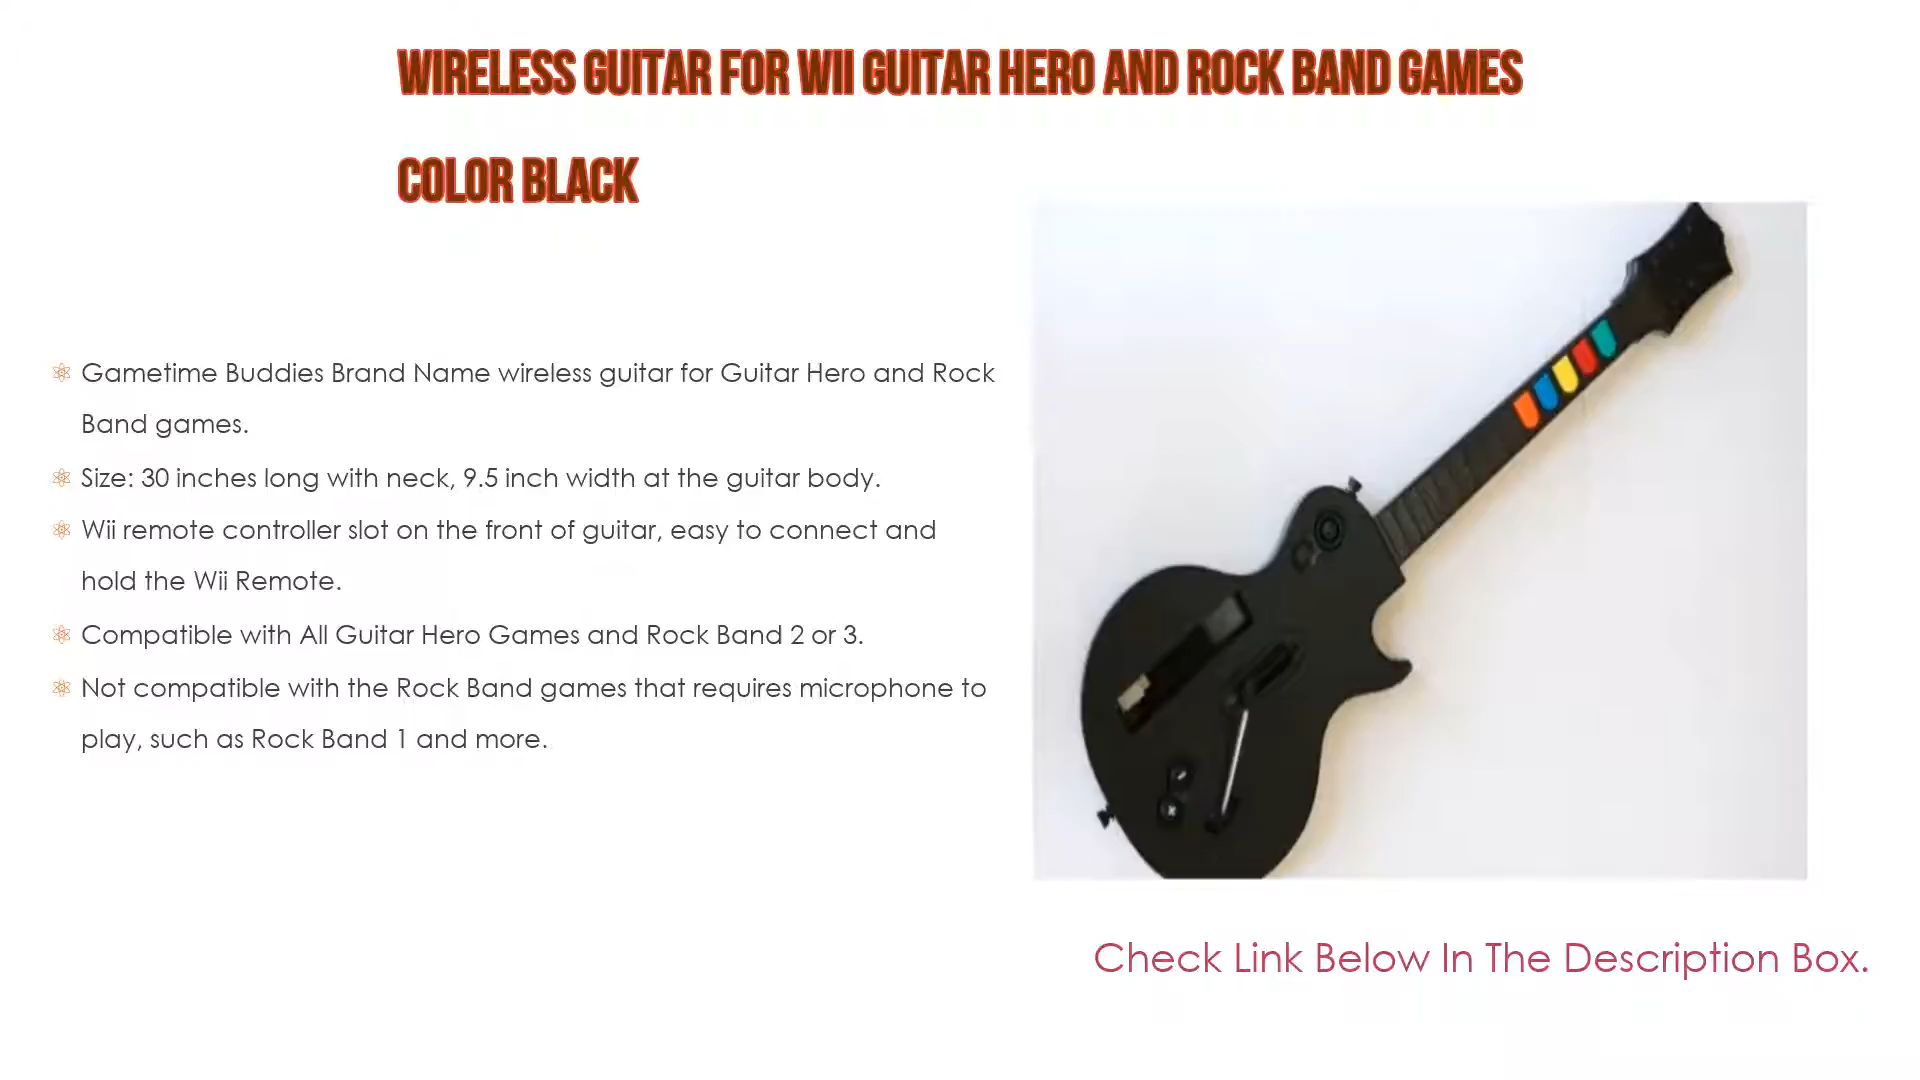 WIRELESS GUITAR FOR WII GUITAR HERO AND ROCK BAND GAMES
COLOR BLACK
Gametime Buddies Brand Name wireless guitar for Guitar Hero and Rock
Band games.
Size: 30 inches long with neck, 9.5 inch width at the guitar body.
Wii remote controller slot on the front of guitar, easy to connect and
hold the Wii Remote.
Compatible with All Guitar Hero Games and Rock Band 2 or 3.
Not compatible with the Rock Band games that requires microphone to
play, such as Rock Band 1 and more.
Check Link Below In The Description Box.